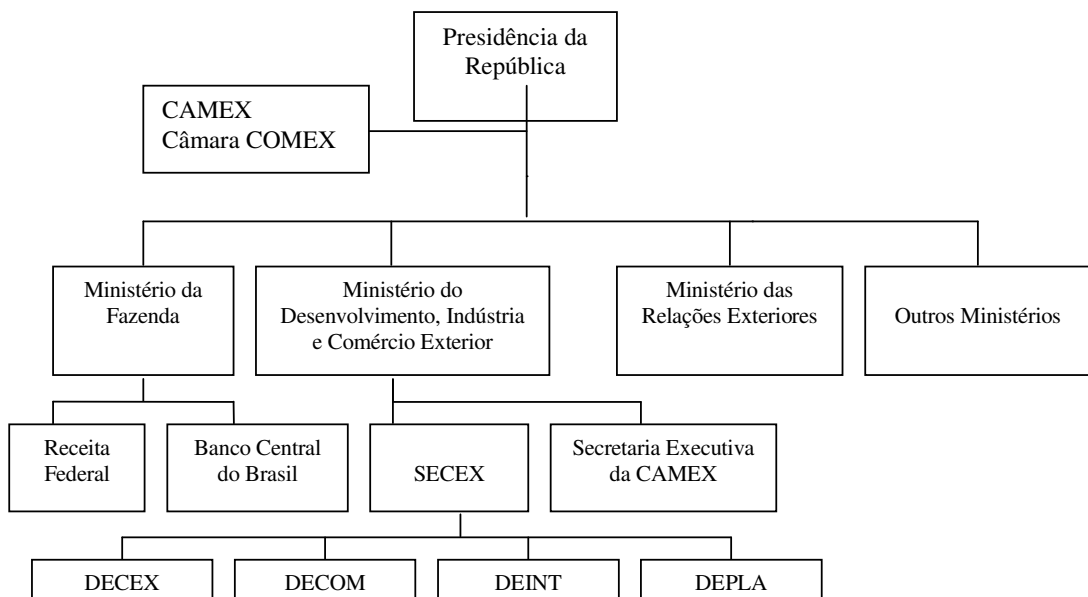 Presidência da
República
CAMEX
Câmara COMEX
Ministério da
Fazenda
Ministério do
Desenvolvimento, Indústria
e Comércio Exterior
Ministério das
Relações Exteriores
Outros Ministérios
Receita
Federal
Banco Central
do Brasil
SECEX
Secretaria Executiva
da CAMEX
DECEX
DECOM
DEINT
DEPLA